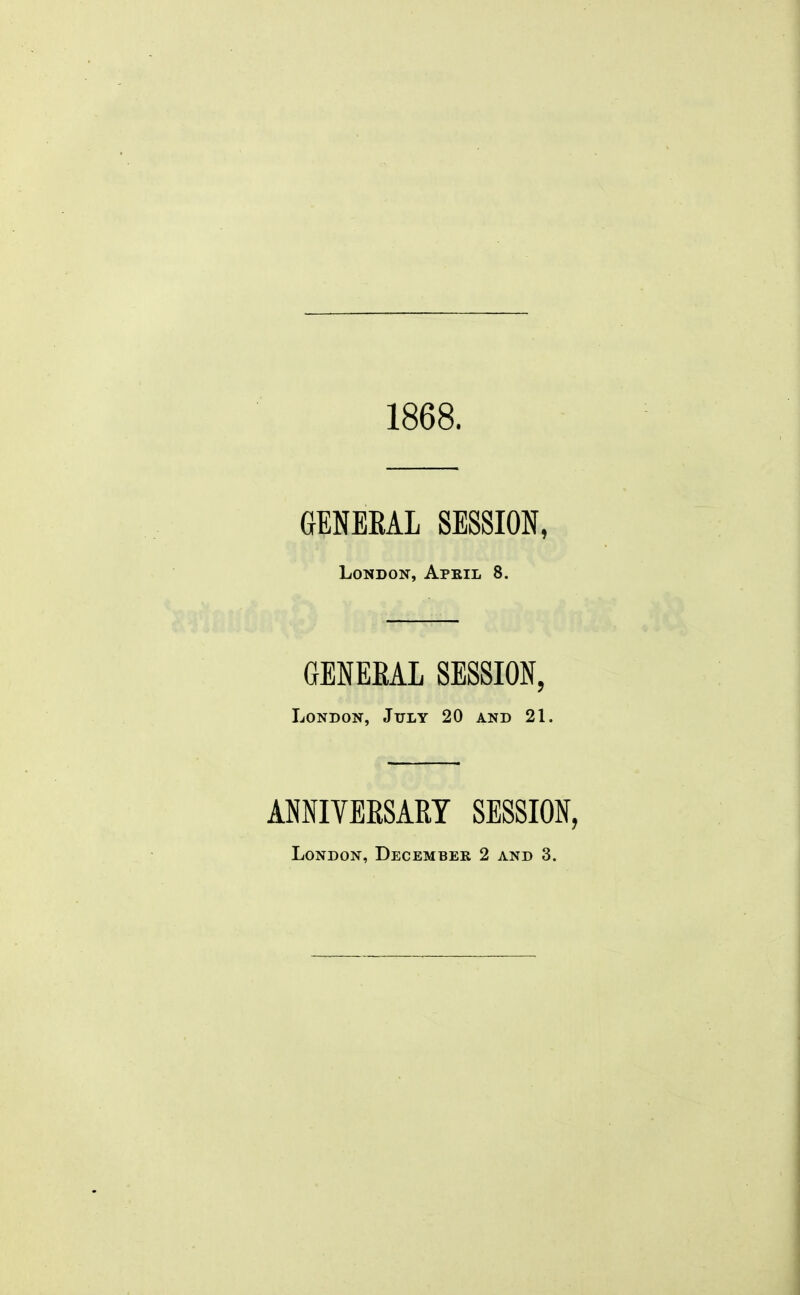 1868.
GENERAL SESSION,
London, April 8.
GENERAL SESSION,
London, July 20 and 21.
ANNIVERSARY SESSION,
London, December 2 and 3.